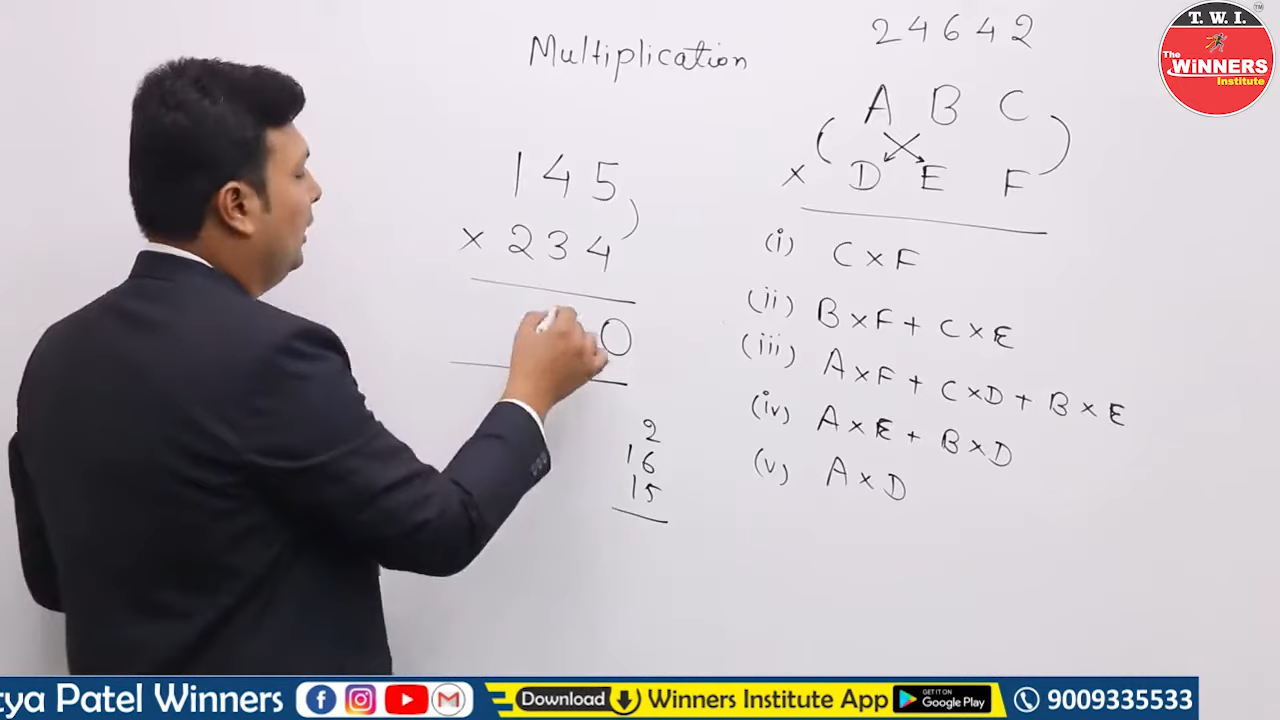 Multiplication
145
× 234
0
2
16
15
24642
A B C
× D E F
(i) C × F
(ii) B × F + C × E
(iii) A × F + C × D + B × E
(iv) A × E + B × D
(v) A × D
T. W. I.
The
WiNNERS
Institute
TM
tya Patel Winners
Download
Winners Institute App
GET IT ON
Google Play
9009335533